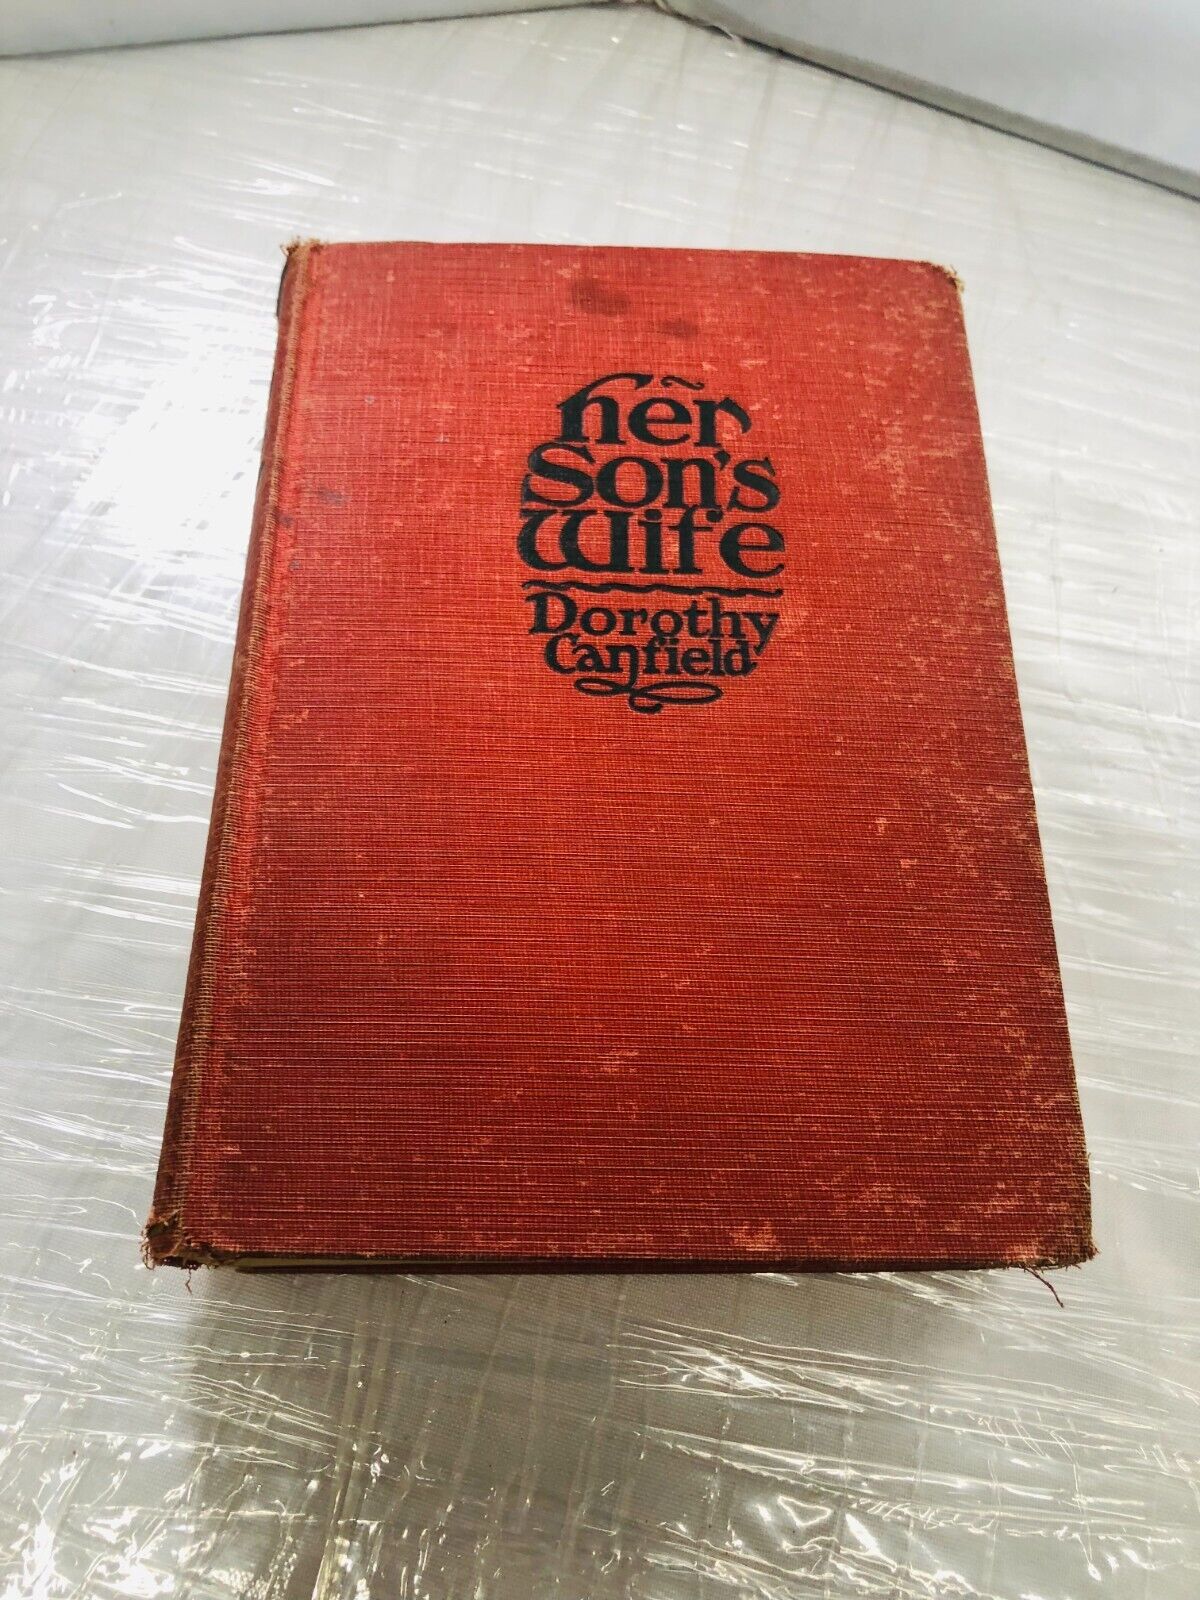 her
Son's
Wife
Dorothy
Canfield